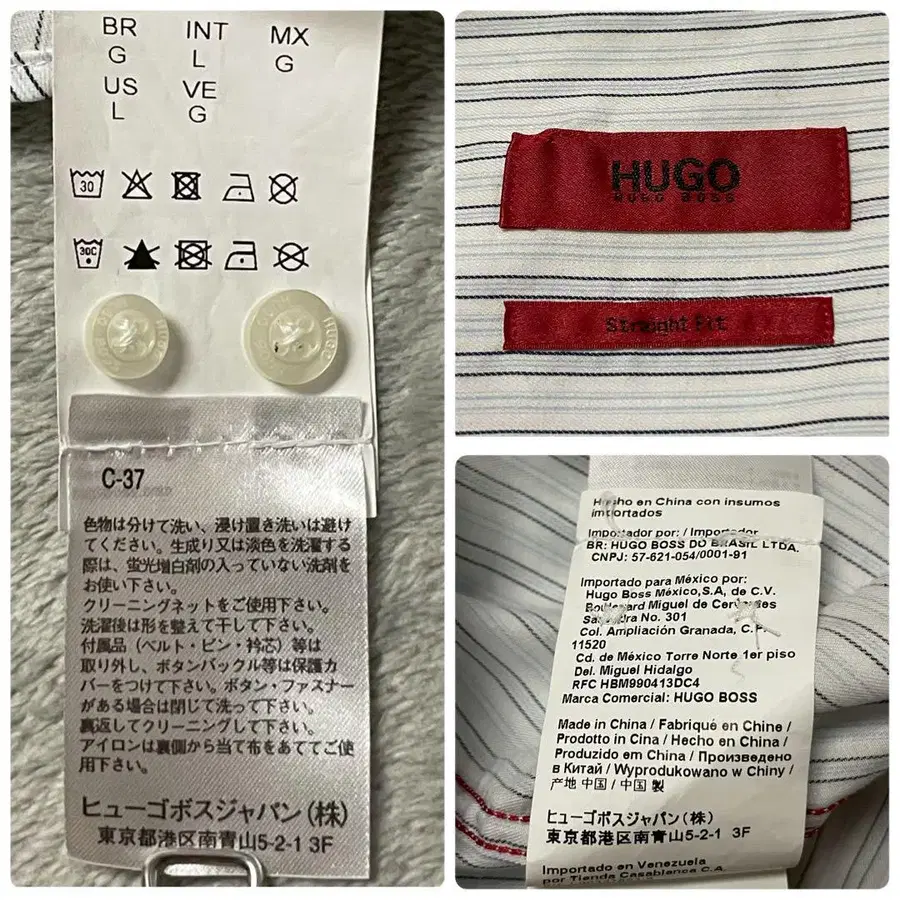 BR INT MX
G L G
US VE
L G
30
30C
HUGO
HUGO
C-37
色物は分けて洗い、浸け置き洗いは避け
てください。生成り又は淡色を洗濯する
際は、蛍光増白剤の入っていない洗剤を
お使い下さい。
クリーニングネットをご使用下さい。
洗濯後は形を整えて干して下さい。
付属品（ベルト・ピン・衿芯）等は
取り外し、ボタンバックル等は保護カ
バーをつけて下さい。ボタン・ファスナー
がある場合は閉じて洗って下さい。
裏返してクリーニングして下さい。
アイロンは裏側から当て布をあててご使
用下さい。
ヒューゴボスジャパン（株）
東京都港区南青山5-2-1 3F
HUGO
HUGO BOSS
Straight Fit
Hecho en China con insumos
importados
Importador por: / Importador
BR: HUGO BOSS DO BRASIL LTDA.
CNPJ: 57-621-054/0001-91
Importado para México por:
Hugo Boss México,S.A, de C.V.
Boulevard Miguel de Cervantes
Saavedra No. 301
Col. Ampliación Granada, C.P.
11520
Cd. de México Torre Norte 1er piso
Del. Miguel Hidalgo
RFC HBM990413DC4
Marca Comercial: HUGO BOSS
Made in China / Fabriqué en Chine /
Prodotto in Cina / Hecho en China /
Produzido em China / Произведено
в Китай / Wyprodukowano w Chiny /
产地 中国 / 中国 製
ヒューゴボスジャパン（株）
東京都港区南青山5-2-1 3F
Importado en Venezuela
por Tienda Casablanca C.A.